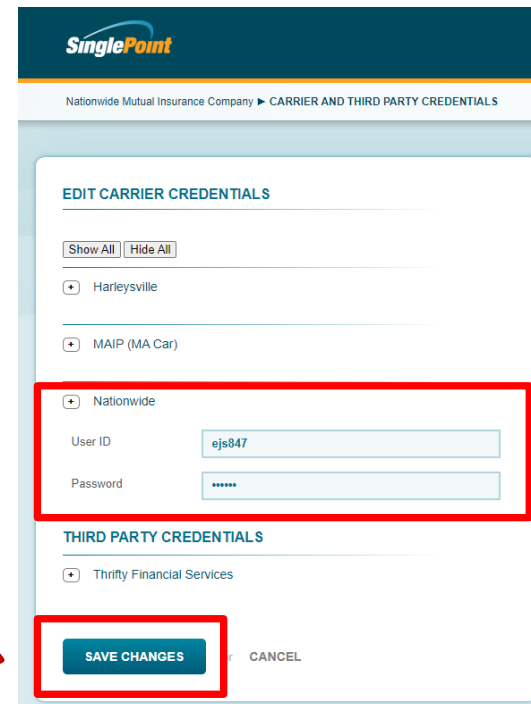 SinglePoint
Nationwide Mutual Insurance Company ► CARRIER AND THIRD PARTY CREDENTIALS
EDIT CARRIER CREDENTIALS
Show All Hide All
+ Harleysville
+ MAIP (MA Car)
+ Nationwide
User ID ejs847
Password ••••••
THIRD PARTY CREDENTIALS
+ Thrifty Financial Services
SAVE CHANGES CANCEL